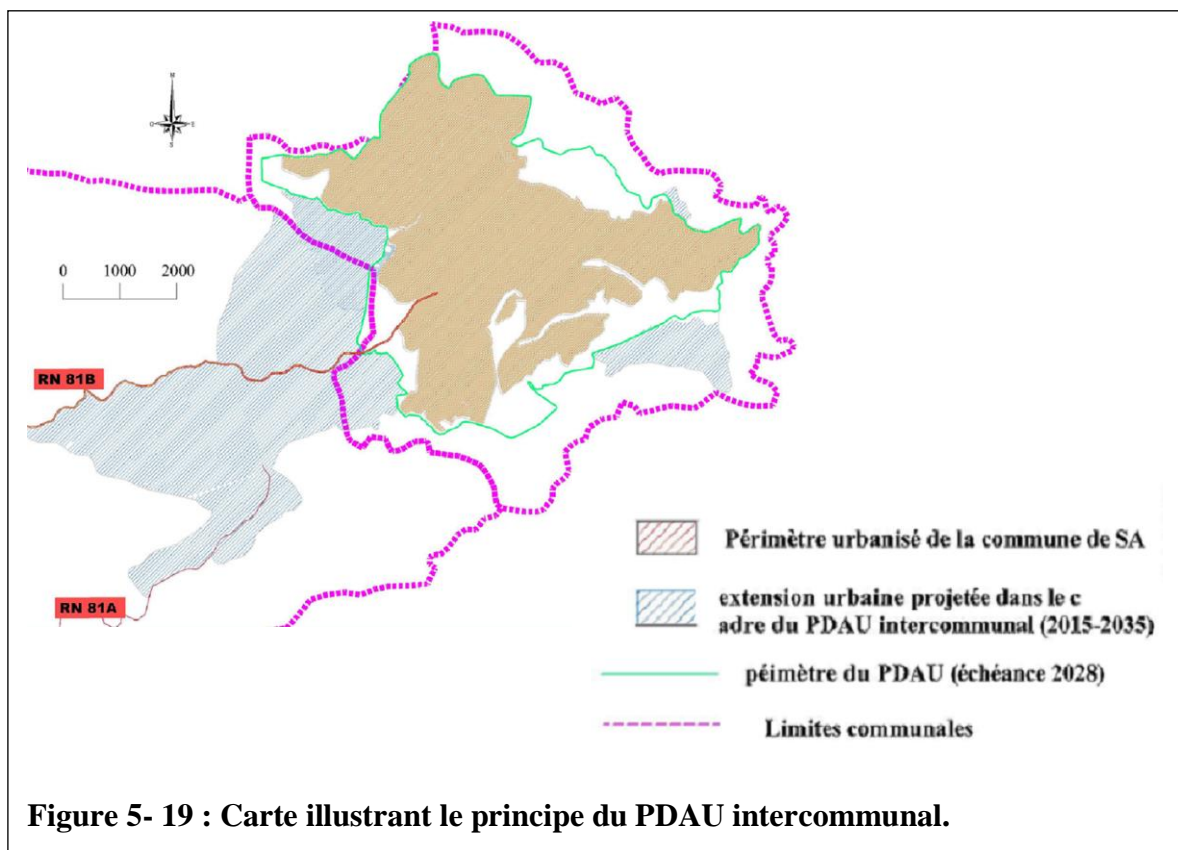 N
O E
S
0 1000 2000
RN 81B
RN 81A
Périmètre urbanisé de la commune de SA
extension urbaine projetée dans le c
adre du PDAU intercommunal (2015-2035)
péimètre du PDAU (échéance 2028)
Limites communales
Figure 5- 19 : Carte illustrant le principe du PDAU intercommunal.